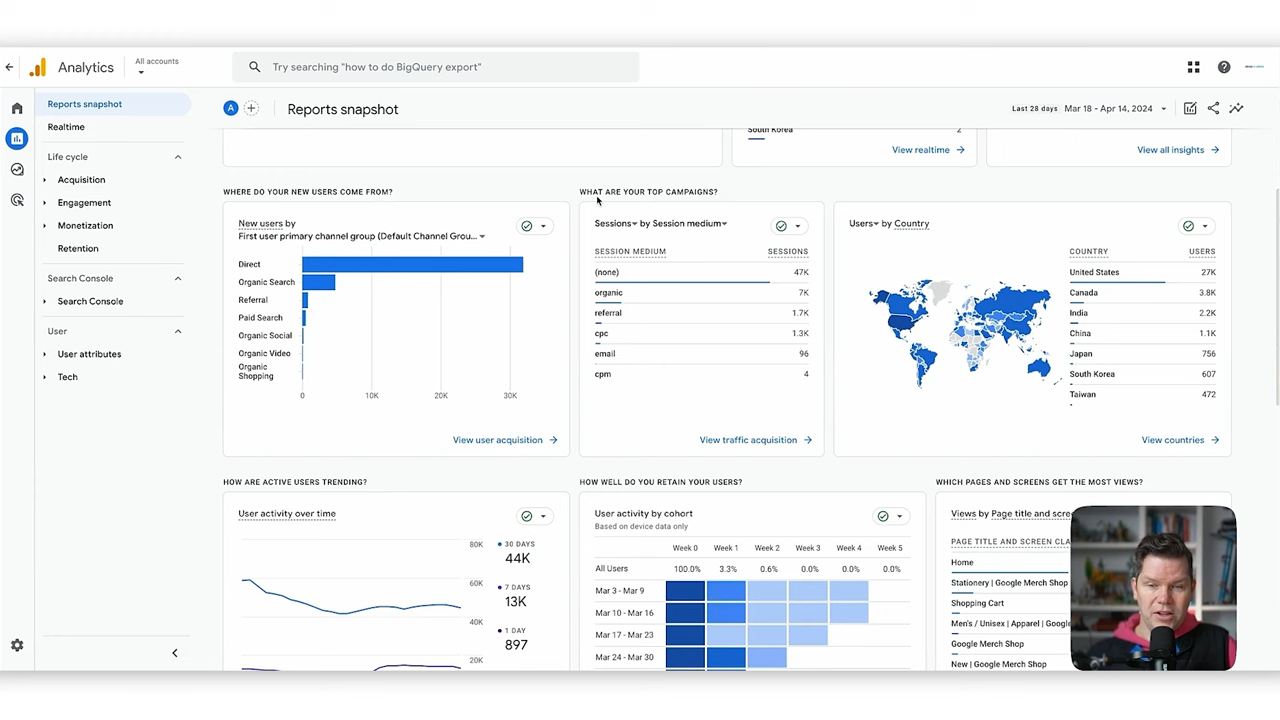 Analytics
All accounts
Try searching "how to do BigQuery export"
Reports snapshot
Realtime
Life cycle
Acquisition
Engagement
Monetization
Retention
Search Console
Search Console
User
User attributes
Tech
A
Reports snapshot
Last 28 days Mar 18 - Apr 14, 2024
South Korea 2
View realtime
View all insights
WHERE DO YOUR NEW USERS COME FROM?
New users by
First user primary channel group (Default Channel Grou...
Direct
Organic Search
Referral
Paid Search
Organic Social
Organic Video
Organic
Shopping
0 10K 20K 30K
View user acquisition
WHAT ARE YOUR TOP CAMPAIGNS?
Sessions by Session medium
SESSION MEDIUM SESSIONS
(none) 47K
organic 7K
referral 1.7K
cpc 1.3K
email 96
cpm 4
View traffic acquisition
Users by Country
COUNTRY USERS
United States 27K
Canada 3.8K
India 2.2K
China 1.1K
Japan 756
South Korea 607
Taiwan 472
View countries
HOW ARE ACTIVE USERS TRENDING?
User activity over time
80K
60K
40K
20K
30 DAYS
44K
7 DAYS
13K
1 DAY
897
HOW WELL DO YOU RETAIN YOUR USERS?
User activity by cohort
Based on device data only
Week 0 Week 1 Week 2 Week 3 Week 4 Week 5
All Users 100.0% 3.3% 0.6% 0.0% 0.0% 0.0%
Mar 3 - Mar 9
Mar 10 - Mar 16
Mar 17 - Mar 23
Mar 24 - Mar 30
WHICH PAGES AND SCREENS GET THE MOST VIEWS?
Views by Page title and scree
PAGE TITLE AND SCREEN CLA
Home
Stationery | Google Merch Shop
Shopping Cart
Men's / Unisex | Apparel | Google
Google Merch Shop
New | Google Merch Shop